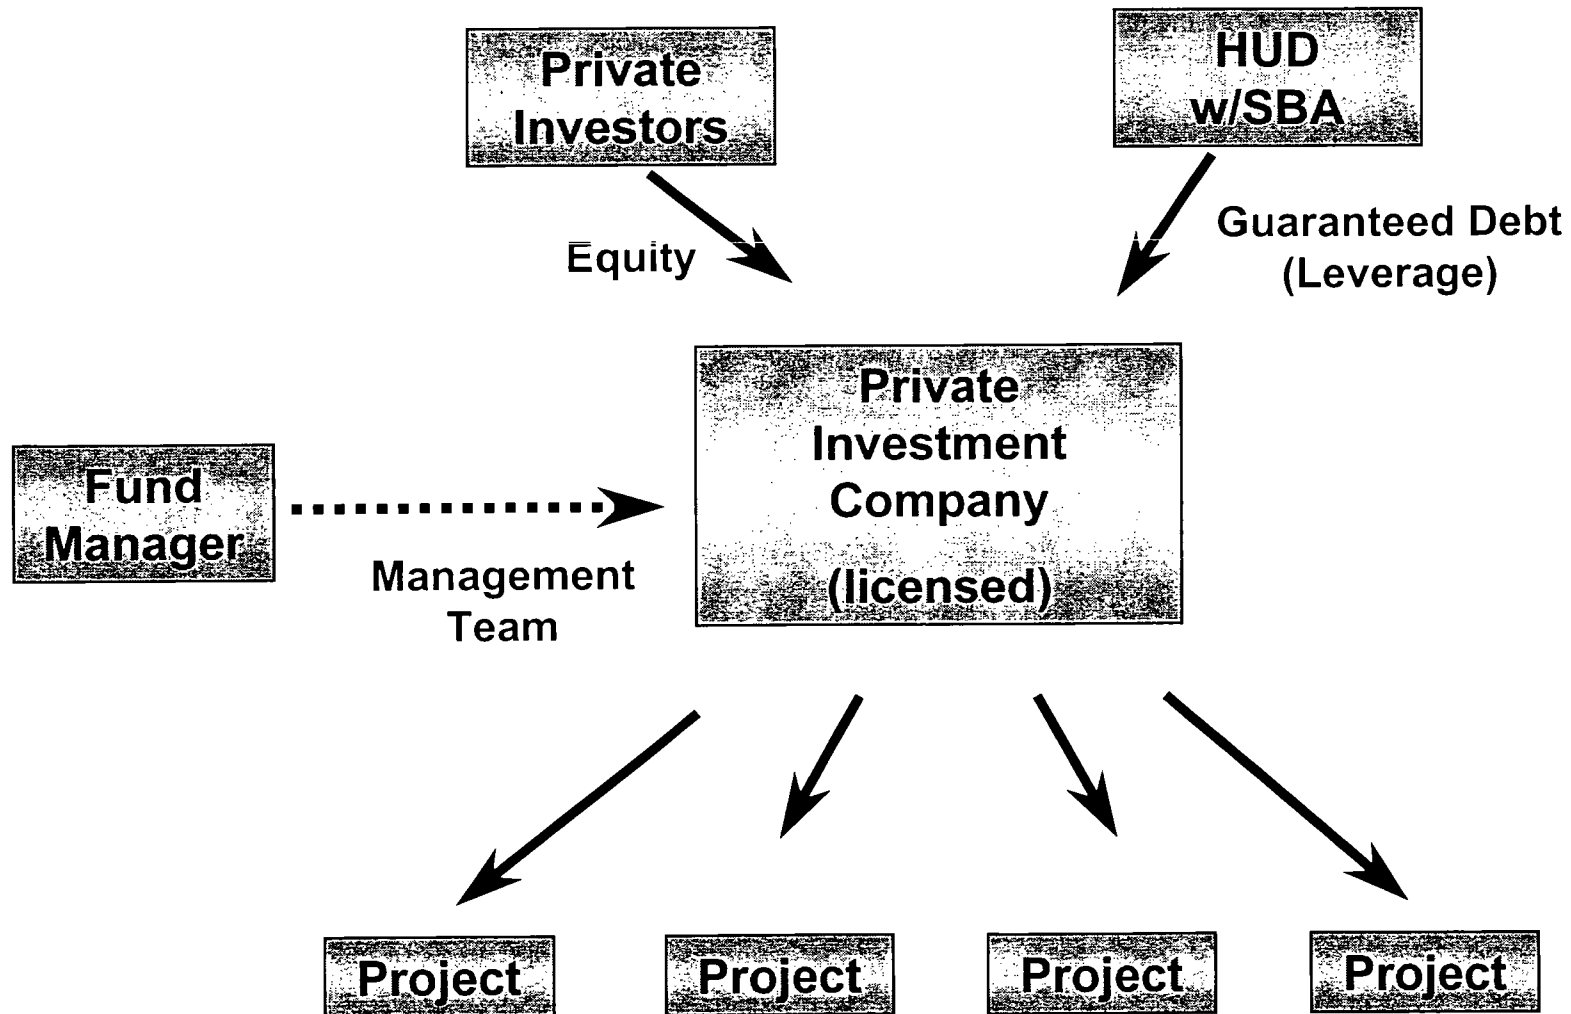 Private
Investors
HUD
w/SBA
Equity
Guaranteed Debt
(Leverage)
Private
Investment
Company
(licensed)
Fund
Manager
Management
Team
Project
Project
Project
Project